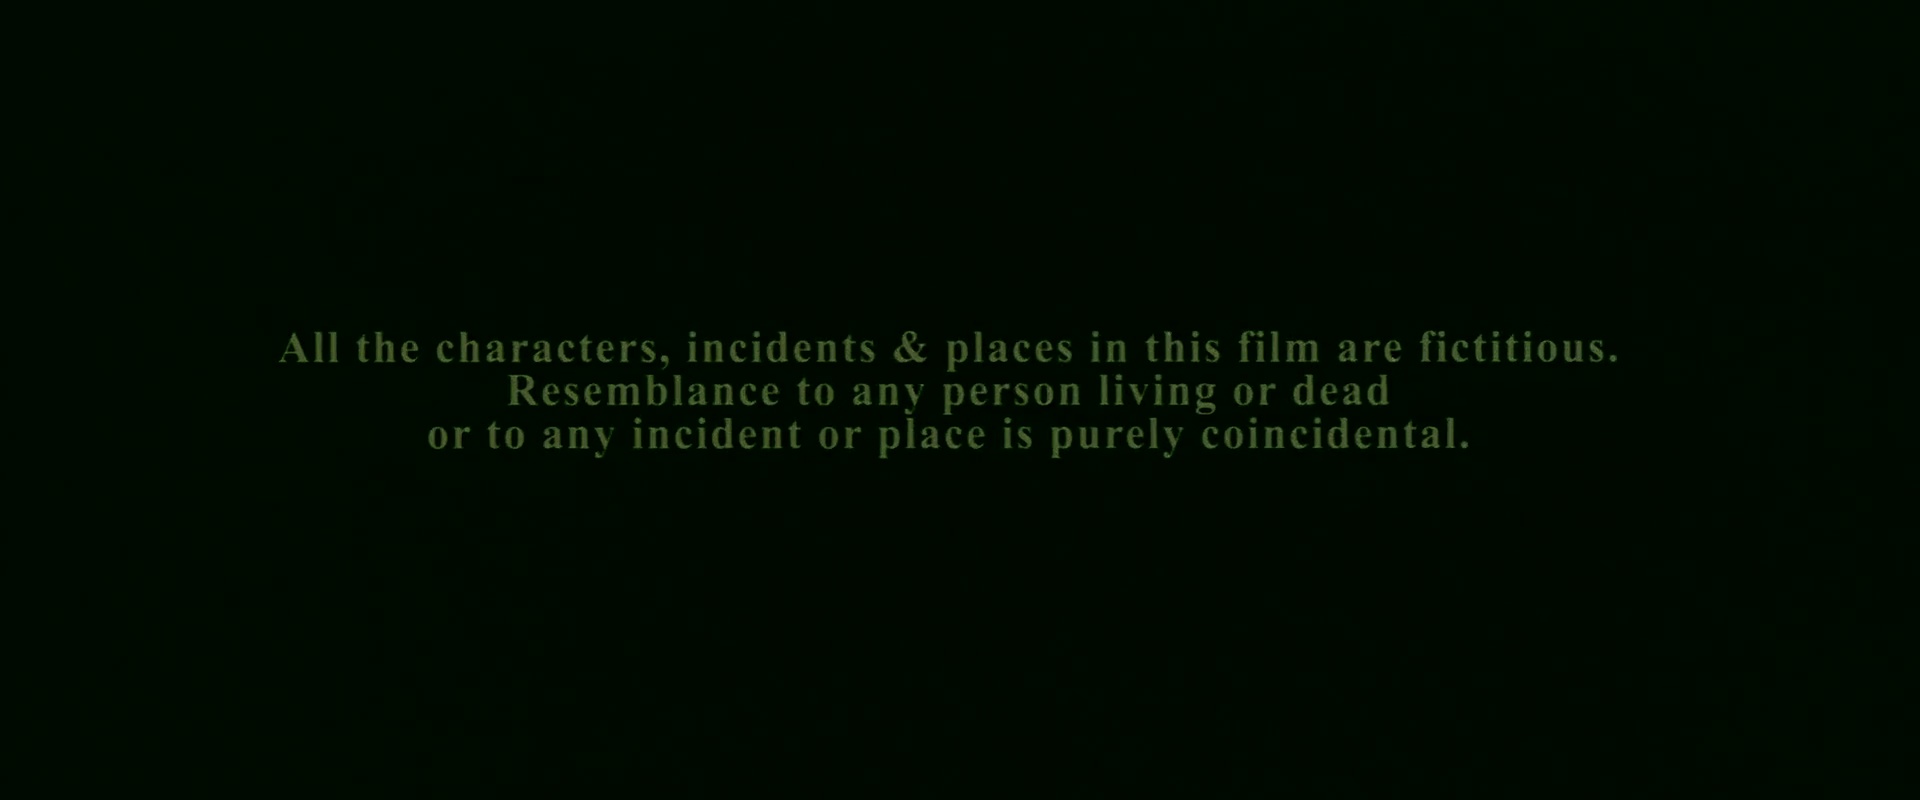 All the characters, incidents & places in this film are fictitious.
Resemblance to any person living or dead
or to any incident or place is purely coincidental.